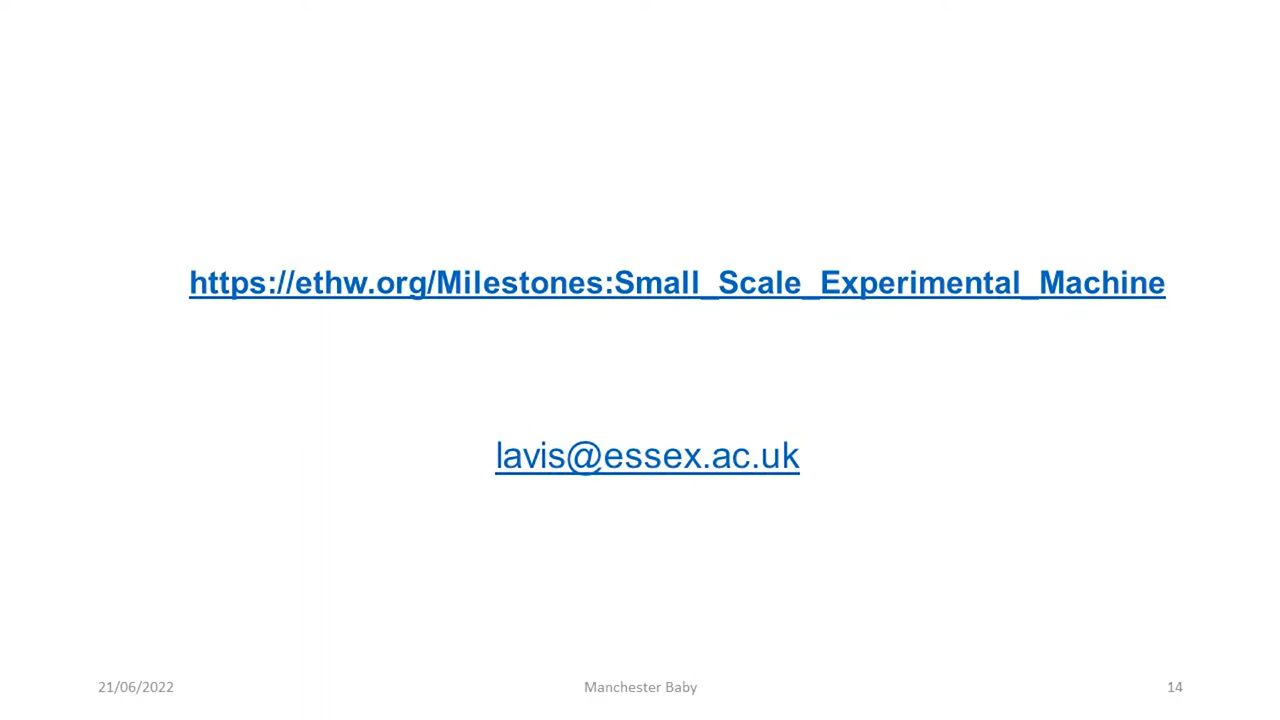 https://ethw.org/Milestones:Small_Scale_Experimental_Machine
lavis@essex.ac.uk
21/06/2022 Manchester Baby 14